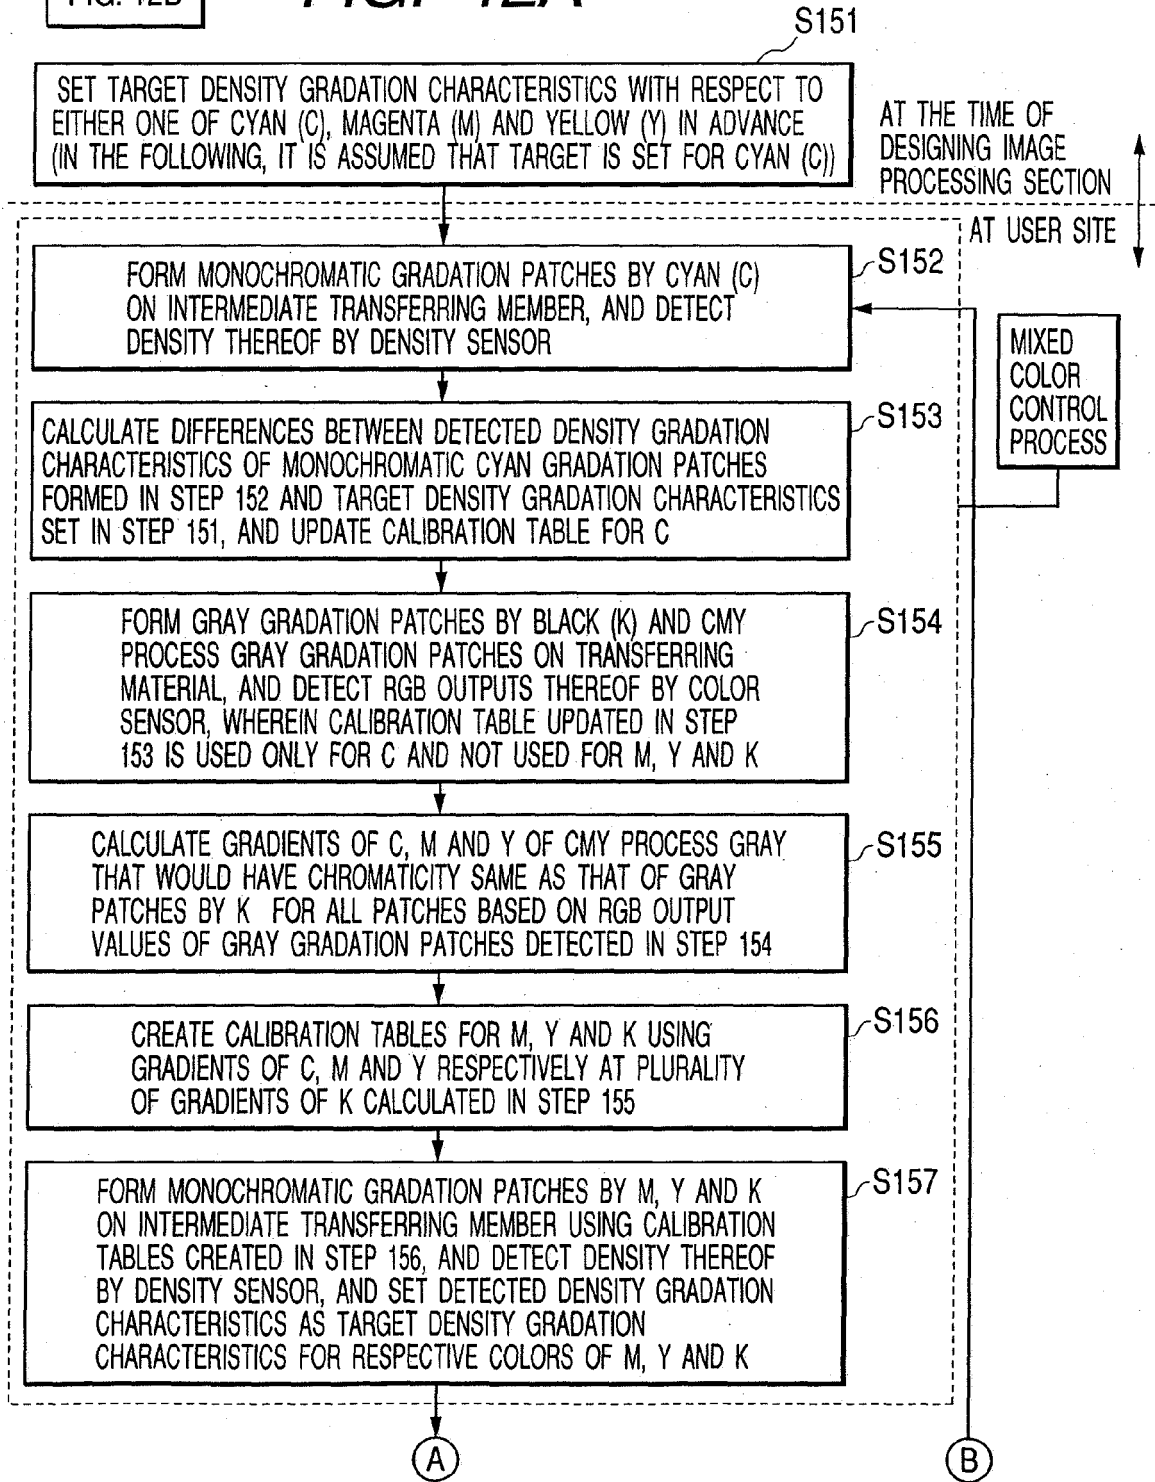 FIG. 12B
FIG. 12A
S151
SET TARGET DENSITY GRADATION CHARACTERISTICS WITH RESPECT TO
EITHER ONE OF CYAN (C), MAGENTA (M) AND YELLOW (Y) IN ADVANCE
(IN THE FOLLOWING, IT IS ASSUMED THAT TARGET IS SET FOR CYAN (C))
AT THE TIME OF
DESIGNING IMAGE
PROCESSING SECTION
AT USER SITE
S152
FORM MONOCHROMATIC GRADATION PATCHES BY CYAN (C)
ON INTERMEDIATE TRANSFERRING MEMBER, AND DETECT
DENSITY THEREOF BY DENSITY SENSOR
MIXED
COLOR
CONTROL
PROCESS
S153
CALCULATE DIFFERENCES BETWEEN DETECTED DENSITY GRADATION
CHARACTERISTICS OF MONOCHROMATIC CYAN GRADATION PATCHES
FORMED IN STEP 152 AND TARGET DENSITY GRADATION CHARACTERISTICS
SET IN STEP 151, AND UPDATE CALIBRATION TABLE FOR C
S154
FORM GRAY GRADATION PATCHES BY BLACK (K) AND CMY
PROCESS GRAY GRADATION PATCHES ON TRANSFERRING
MATERIAL, AND DETECT RGB OUTPUTS THEREOF BY COLOR
SENSOR, WHEREIN CALIBRATION TABLE UPDATED IN STEP
153 IS USED ONLY FOR C AND NOT USED FOR M, Y AND K
S155
CALCULATE GRADIENTS OF C, M AND Y OF CMY PROCESS GRAY
THAT WOULD HAVE CHROMATICITY SAME AS THAT OF GRAY
PATCHES BY K FOR ALL PATCHES BASED ON RGB OUTPUT
VALUES OF GRAY GRADATION PATCHES DETECTED IN STEP 154
S156
CREATE CALIBRATION TABLES FOR M, Y AND K USING
GRADIENTS OF C, M AND Y RESPECTIVELY AT PLURALITY
OF GRADIENTS OF K CALCULATED IN STEP 155
S157
FORM MONOCHROMATIC GRADATION PATCHES BY M, Y AND K
ON INTERMEDIATE TRANSFERRING MEMBER USING CALIBRATION
TABLES CREATED IN STEP 156, AND DETECT DENSITY THEREOF
BY DENSITY SENSOR, AND SET DETECTED DENSITY GRADATION
CHARACTERISTICS AS TARGET DENSITY GRADATION
CHARACTERISTICS FOR RESPECTIVE COLORS OF M, Y AND K
A
B